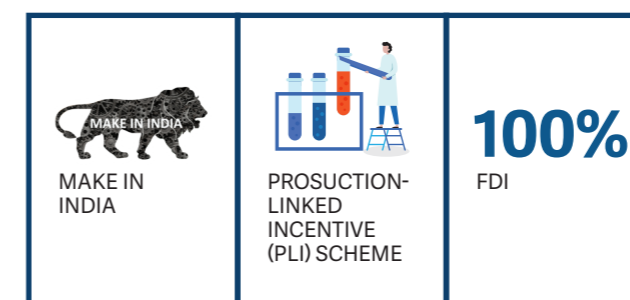 MAKE IN INDIA
MAKE IN
INDIA
PROSUCTION-
LINKED
INCENTIVE
(PLI) SCHEME
100%
FDI